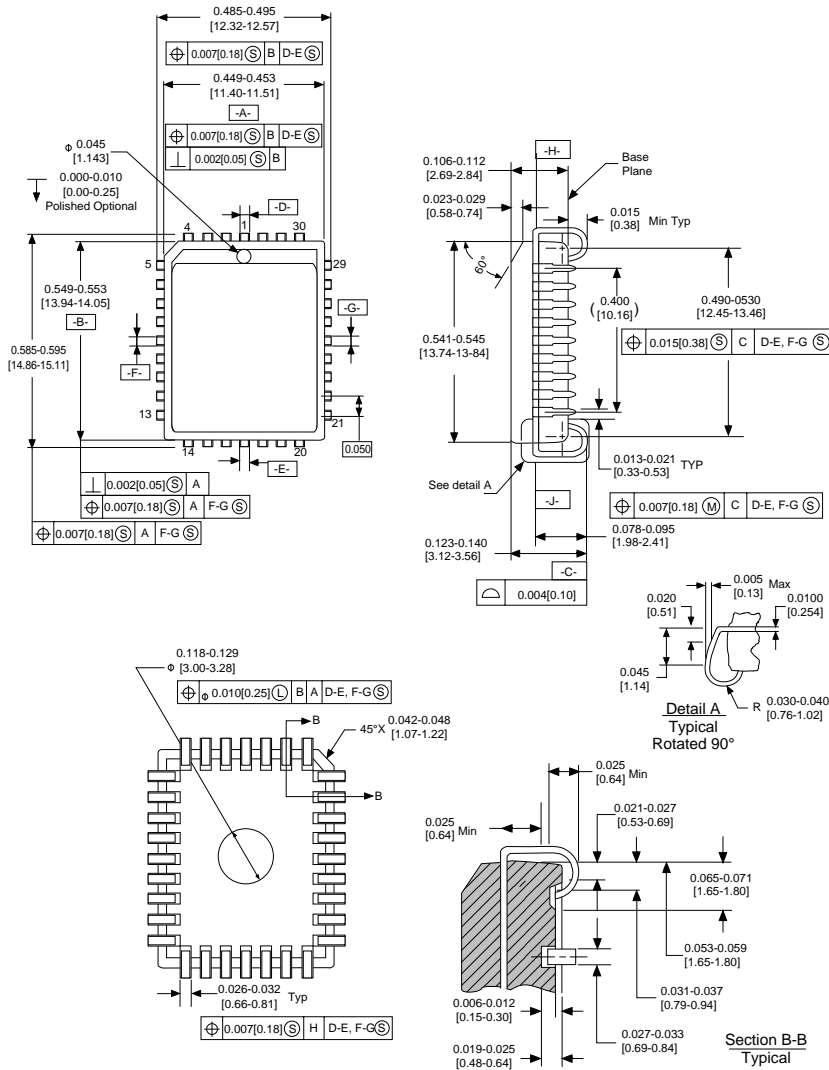 0.485-0.495
[12.32-12.57]
⌖ 0.007[0.18] Ⓢ B D-E Ⓢ
0.449-0.453
[11.40-11.51]
-A-
⌖ 0.007[0.18] Ⓢ B D-E Ⓢ
⊥ 0.002[0.05] Ⓢ B
Φ 0.045
[1.143]
0.000-0.010
[0.00-0.25]
Polished Optional
-D-
4
1
30
5
29
0.549-0.553
[13.94-14.05]
-B-
-G-
0.585-0.595
[14.86-15.11]
-F-
13
21
14
20
-E-
0.050
⊥ 0.002[0.05] Ⓢ A
⌖ 0.007[0.18] Ⓢ A F-G Ⓢ
⌖ 0.007[0.18] Ⓢ A F-G Ⓢ
-H-
Base
Plane
0.106-0.112
[2.69-2.84]
0.023-0.029
[0.58-0.74]
0.015
[0.38] Min Typ
60°
(0.400
[10.16])
0.490-0530
[12.45-13.46]
⌖ 0.015[0.38] Ⓢ C D-E, F-G Ⓢ
0.541-0.545
[13.74-13-84]
0.013-0.021
[0.33-0.53] TYP
See detail A
-J-
⌖ 0.007[0.18] Ⓜ C D-E, F-G Ⓢ
0.078-0.095
[1.98-2.41]
0.123-0.140
[3.12-3.56]
-C-
⌓ 0.004[0.10]
0.005
[0.13] Max
0.020
[0.51]
0.0100
[0.254]
0.045
[1.14]
R 0.030-0.040
[0.76-1.02]
Detail A
Typical
Rotated 90°
0.118-0.129
Φ [3.00-3.28]
⌖ Φ 0.010[0.25] Ⓛ B A D-E, F-G Ⓢ
B
45°X 0.042-0.048
[1.07-1.22]
B
0.026-0.032
[0.66-0.81] Typ
⌖ 0.007[0.18] Ⓢ H D-E, F-G Ⓢ
0.025
[0.64] Min
0.025
[0.64] Min
0.021-0.027
[0.53-0.69]
0.065-0.071
[1.65-1.80]
0.053-0.059
[1.65-1.80]
0.031-0.037
[0.79-0.94]
0.006-0.012
[0.15-0.30]
0.027-0.033
[0.69-0.84]
0.019-0.025
[0.48-0.64]
Section B-B
Typical